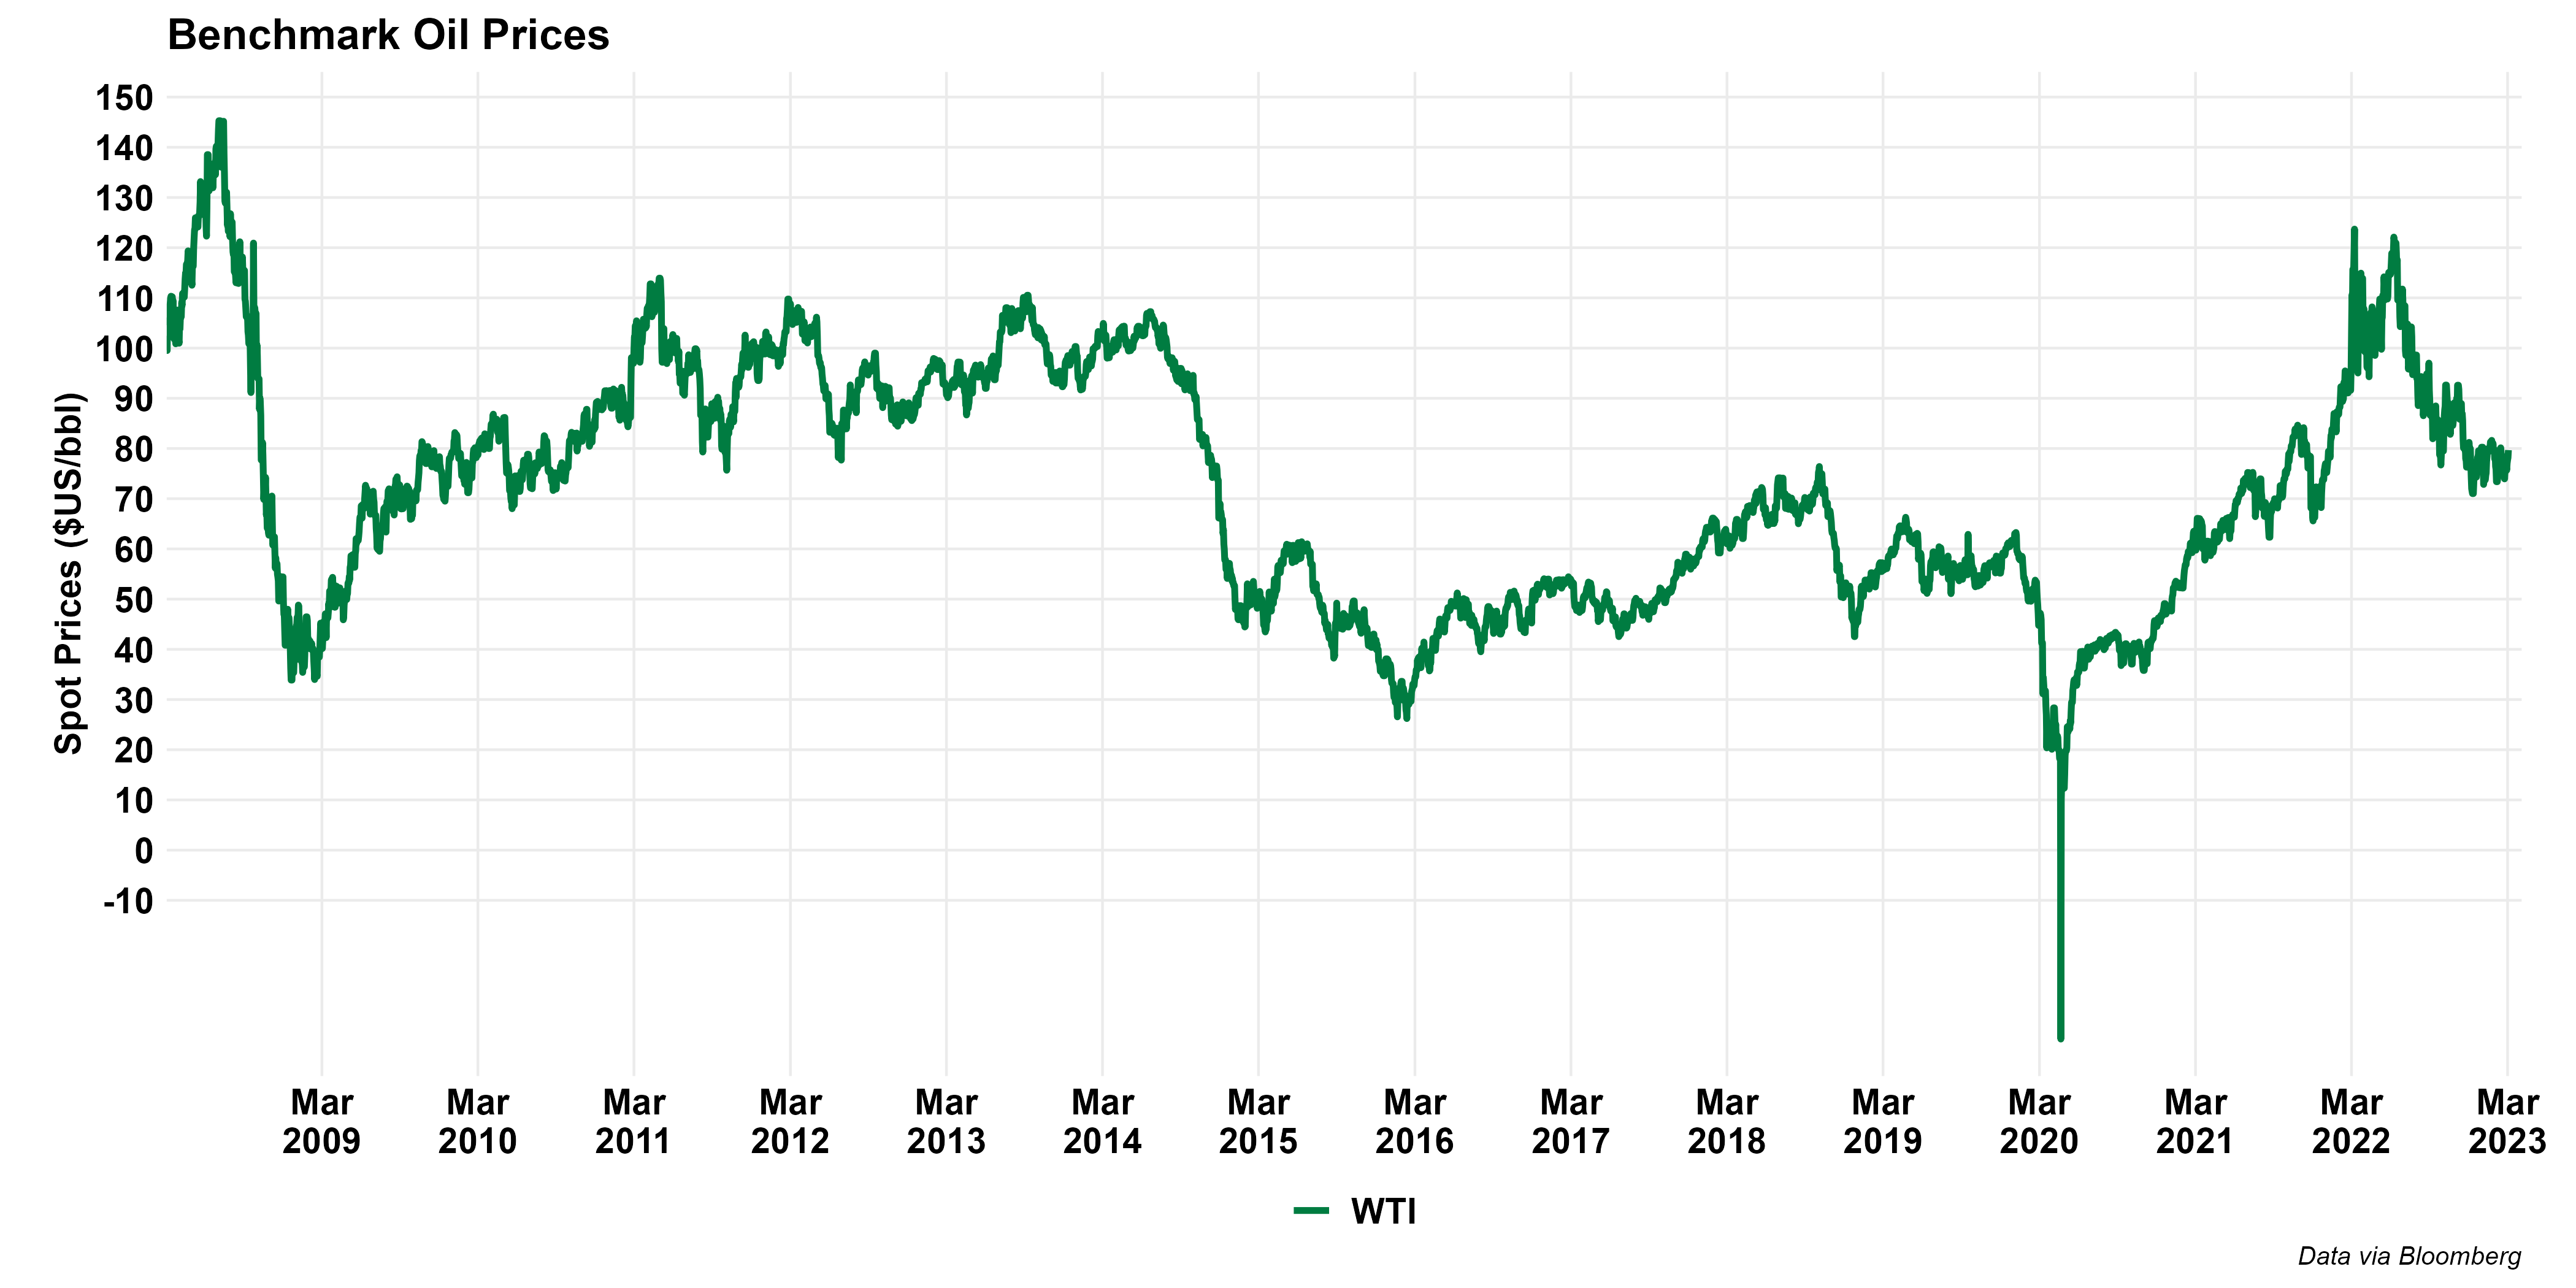 Benchmark Oil Prices
Spot Prices ($US/bbl)
150
140
130
120
110
100
90
80
70
60
50
40
30
20
10
0
-10
Mar 2009
Mar 2010
Mar 2011
Mar 2012
Mar 2013
Mar 2014
Mar 2015
Mar 2016
Mar 2017
Mar 2018
Mar 2019
Mar 2020
Mar 2021
Mar 2022
Mar 2023
WTI
Data via Bloomberg